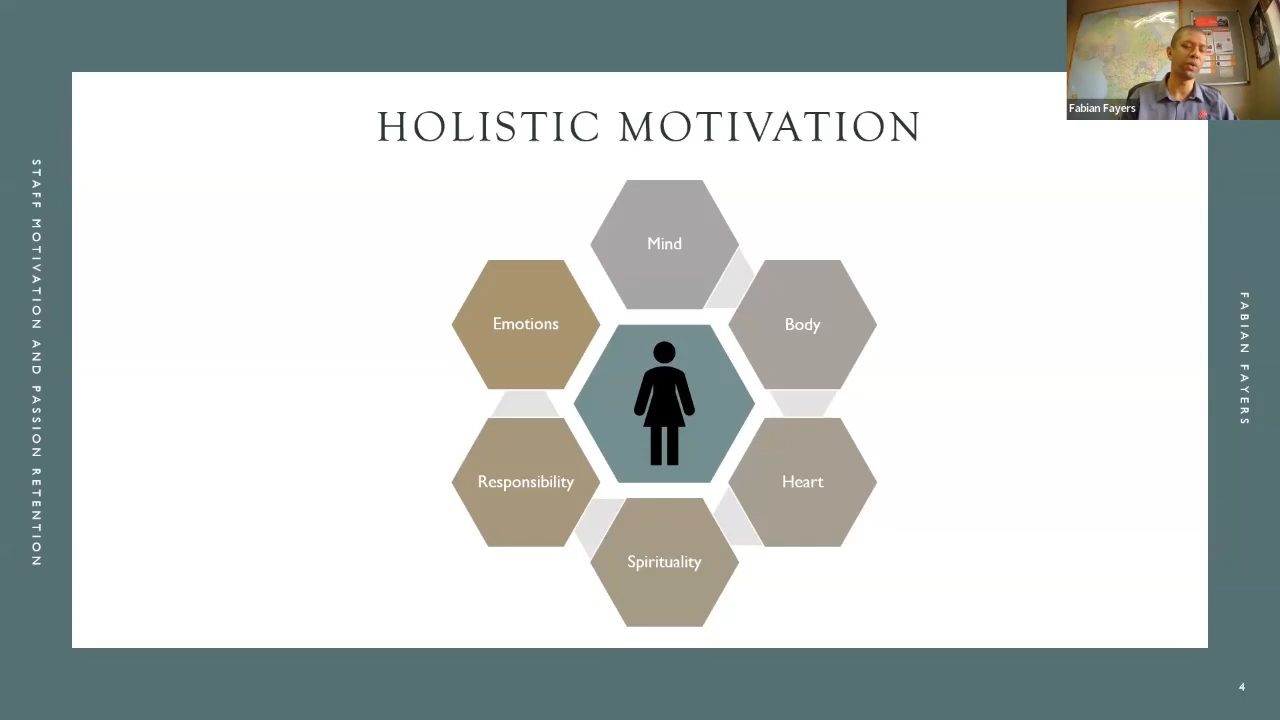 HOLISTIC MOTIVATION
Mind
Body
Heart
Spirituality
Responsibility
Emotions
STAFF MOTIVATION AND PASSION RETENTION
FABIAN FAYERS
Fabian Fayers
4